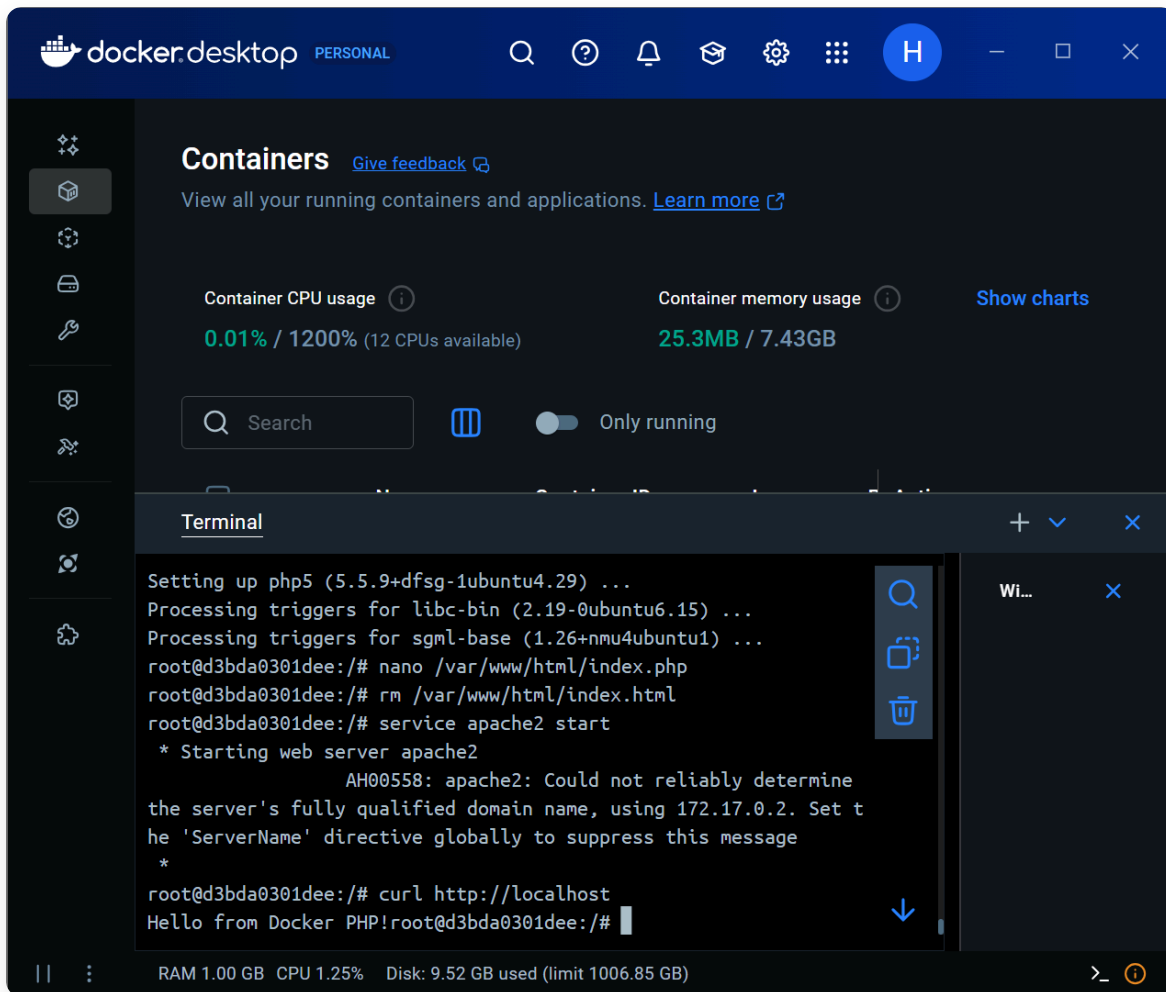 docker.desktop PERSONAL
H
Containers Give feedback
View all your running containers and applications. Learn more
Container CPU usage
Container memory usage
Show charts
0.01% / 1200% (12 CPUs available)
25.3MB / 7.43GB
Search
Only running
Terminal
Wi...
Setting up php5 (5.5.9+dfsg-1ubuntu4.29) ...
Processing triggers for libc-bin (2.19-0ubuntu6.15) ...
Processing triggers for sgml-base (1.26+nmu4ubuntu1) ...
root@d3bda0301dee:/# nano /var/www/html/index.php
root@d3bda0301dee:/# rm /var/www/html/index.html
root@d3bda0301dee:/# service apache2 start
* Starting web server apache2
AH00558: apache2: Could not reliably determine
the server's fully qualified domain name, using 172.17.0.2. Set t
he 'ServerName' directive globally to suppress this message
*
root@d3bda0301dee:/# curl http://localhost
Hello from Docker PHP!root@d3bda0301dee:/#
RAM 1.00 GB CPU 1.25% Disk: 9.52 GB used (limit 1006.85 GB)